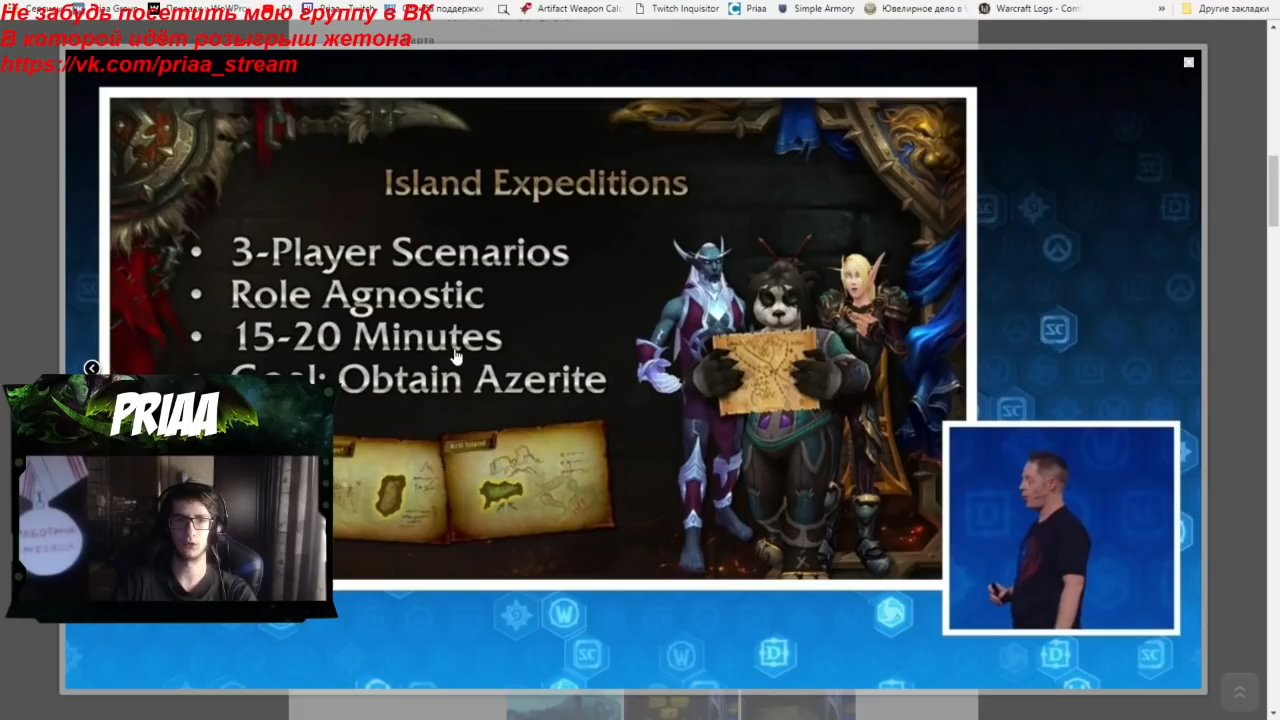 Не забудь посетить мою группу в ВК
В которой идёт розыгрыш жетона
https://vk.com/priaa_stream
Artifact Weapon Calc
Twitch Inquisitor
Priaa
Simple Armory
Ювелирное дело в
Warcraft Logs - Com
»
Другие закладки
Island Expeditions
• 3-Player Scenarios
• Role Agnostic
• 15-20 Minutes
• Goal: Obtain Azerite
PRIAA